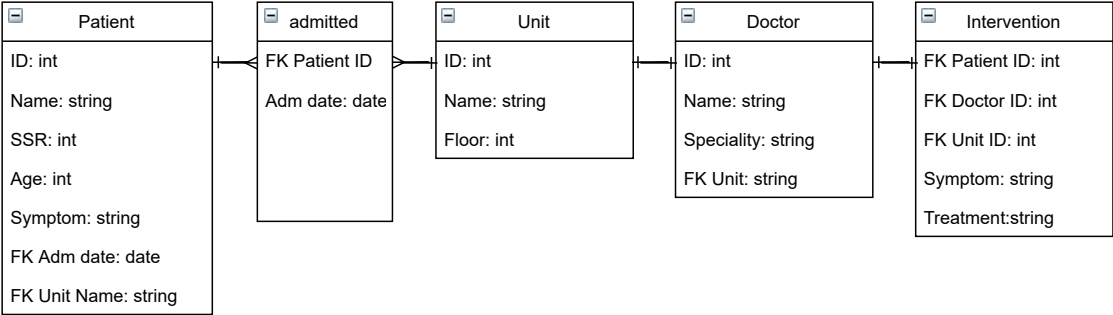 Patient
ID: int
Name: string
SSR: int
Age: int
Symptom: string
FK Adm date: date
FK Unit Name: string
admitted
FK Patient ID
Adm date: date
Unit
ID: int
Name: string
Floor: int
Doctor
ID: int
Name: string
Speciality: string
FK Unit: string
Intervention
FK Patient ID: int
FK Doctor ID: int
FK Unit ID: int
Symptom: string
Treatment:string